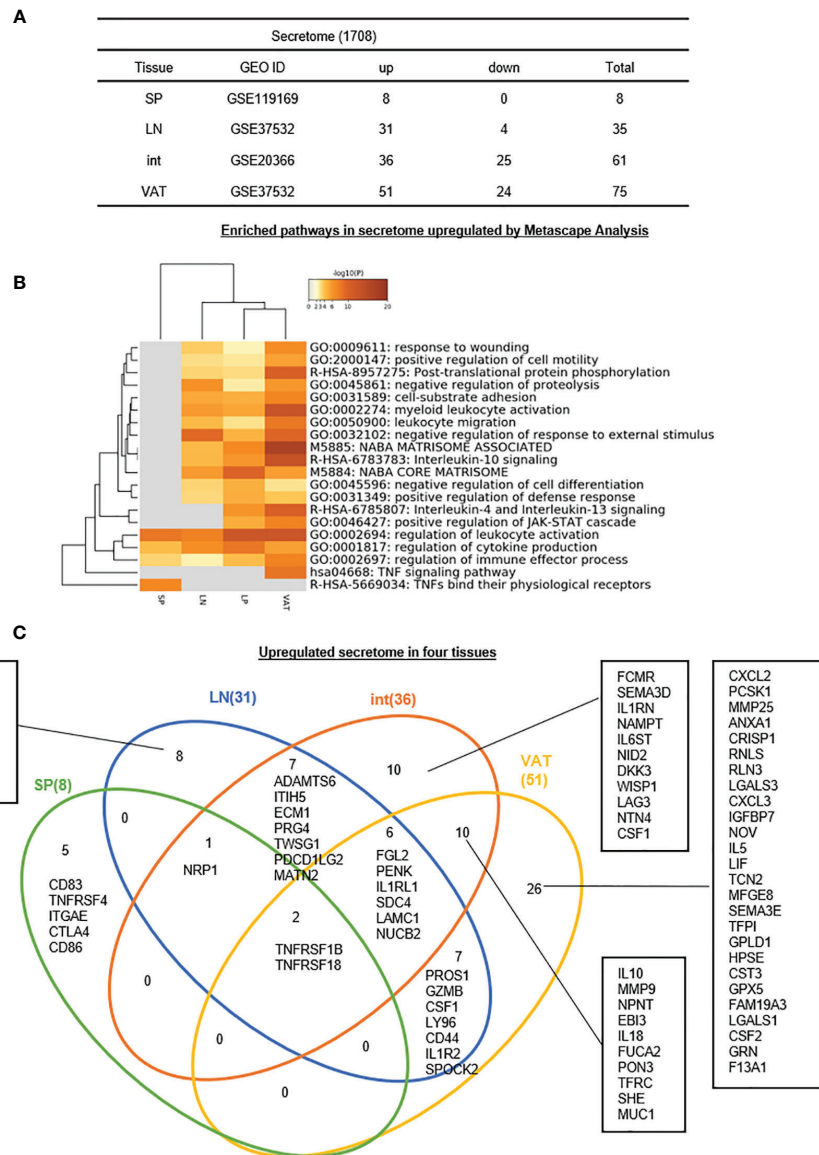 A
Secretome (1708)
Tissue GEO ID up down Total
SP GSE119169 8 0 8
LN GSE37532 31 4 35
int GSE20366 36 25 61
VAT GSE37532 51 24 75
Enriched pathways in secretome upregulated by Metascape Analysis
B
-log10(P)
0 2 3 4 6 10 20
GO:0009611: response to wounding
GO:2000147: positive regulation of cell motility
R-HSA-8957275: Post-translational protein phosphorylation
GO:0045861: negative regulation of proteolysis
GO:0031589: cell-substrate adhesion
GO:0002274: myeloid leukocyte activation
GO:0050900: leukocyte migration
GO:0032102: negative regulation of response to external stimulus
M5885: NABA MATRISOME ASSOCIATED
R-HSA-6783783: Interleukin-10 signaling
M5884: NABA CORE MATRISOME
GO:0045596: negative regulation of cell differentiation
GO:0031349: positive regulation of defense response
R-HSA-6785807: Interleukin-4 and Interleukin-13 signaling
GO:0046427: positive regulation of JAK-STAT cascade
GO:0002694: regulation of leukocyte activation
GO:0001817: regulation of cytokine production
GO:0002697: regulation of immune effector process
hsa04668: TNF signaling pathway
R-HSA-5669034: TNFs bind their physiological receptors
SP LN LP VAT
C
Upregulated secretome in four tissues
SP(8)
LN(31)
int(36)
VAT
(51)
8
0
5
CD83
TNFRSF4
ITGAE
CTLA4
CD86
1
NRP1
7
ADAMTS6
ITIH5
ECM1
PRG4
TWSG1
PDCD1LG2
MATN2
10
6
FGL2
PENK
IL1RL1
SDC4
LAMC1
NUCB2
10
26
2
TNFRSF1B
TNFRSF18
7
PROS1
GZMB
CSF1
LY96
CD44
IL1R2
SPOCK2
0
0
0
0
FCMR
SEMA3D
IL1RN
NAMPT
IL6ST
NID2
DKK3
WISP1
LAG3
NTN4
CSF1
IL10
MMP9
NPNT
EBI3
IL18
FUCA2
PON3
TFRC
SHE
MUC1
CXCL2
PCSK1
MMP25
ANXA1
CRISP1
RNLS
RLN3
LGALS3
CXCL3
IGFBP7
NOV
IL5
LIF
TCN2
MFGE8
SEMA3E
TFPI
GPLD1
HPSE
CST3
GPX5
FAM19A3
LGALS1
CSF2
GRN
F13A1